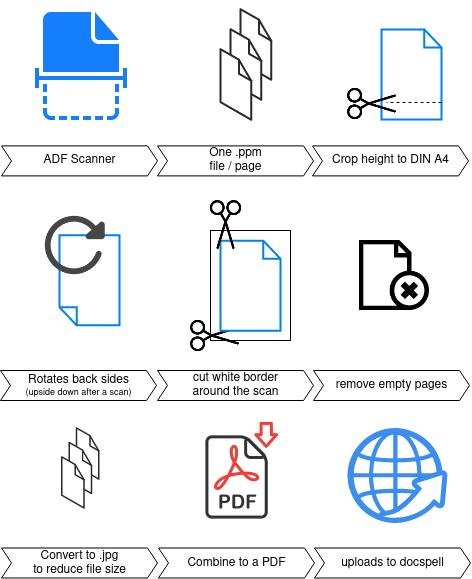 ADF Scanner
One .ppm
file / page
Crop height to DIN A4
Rotates back sides
(upside down after a scan)
cut white border
around the scan
remove empty pages
Convert to .jpg
to reduce file size
PDF
Combine to a PDF
uploads to docspell